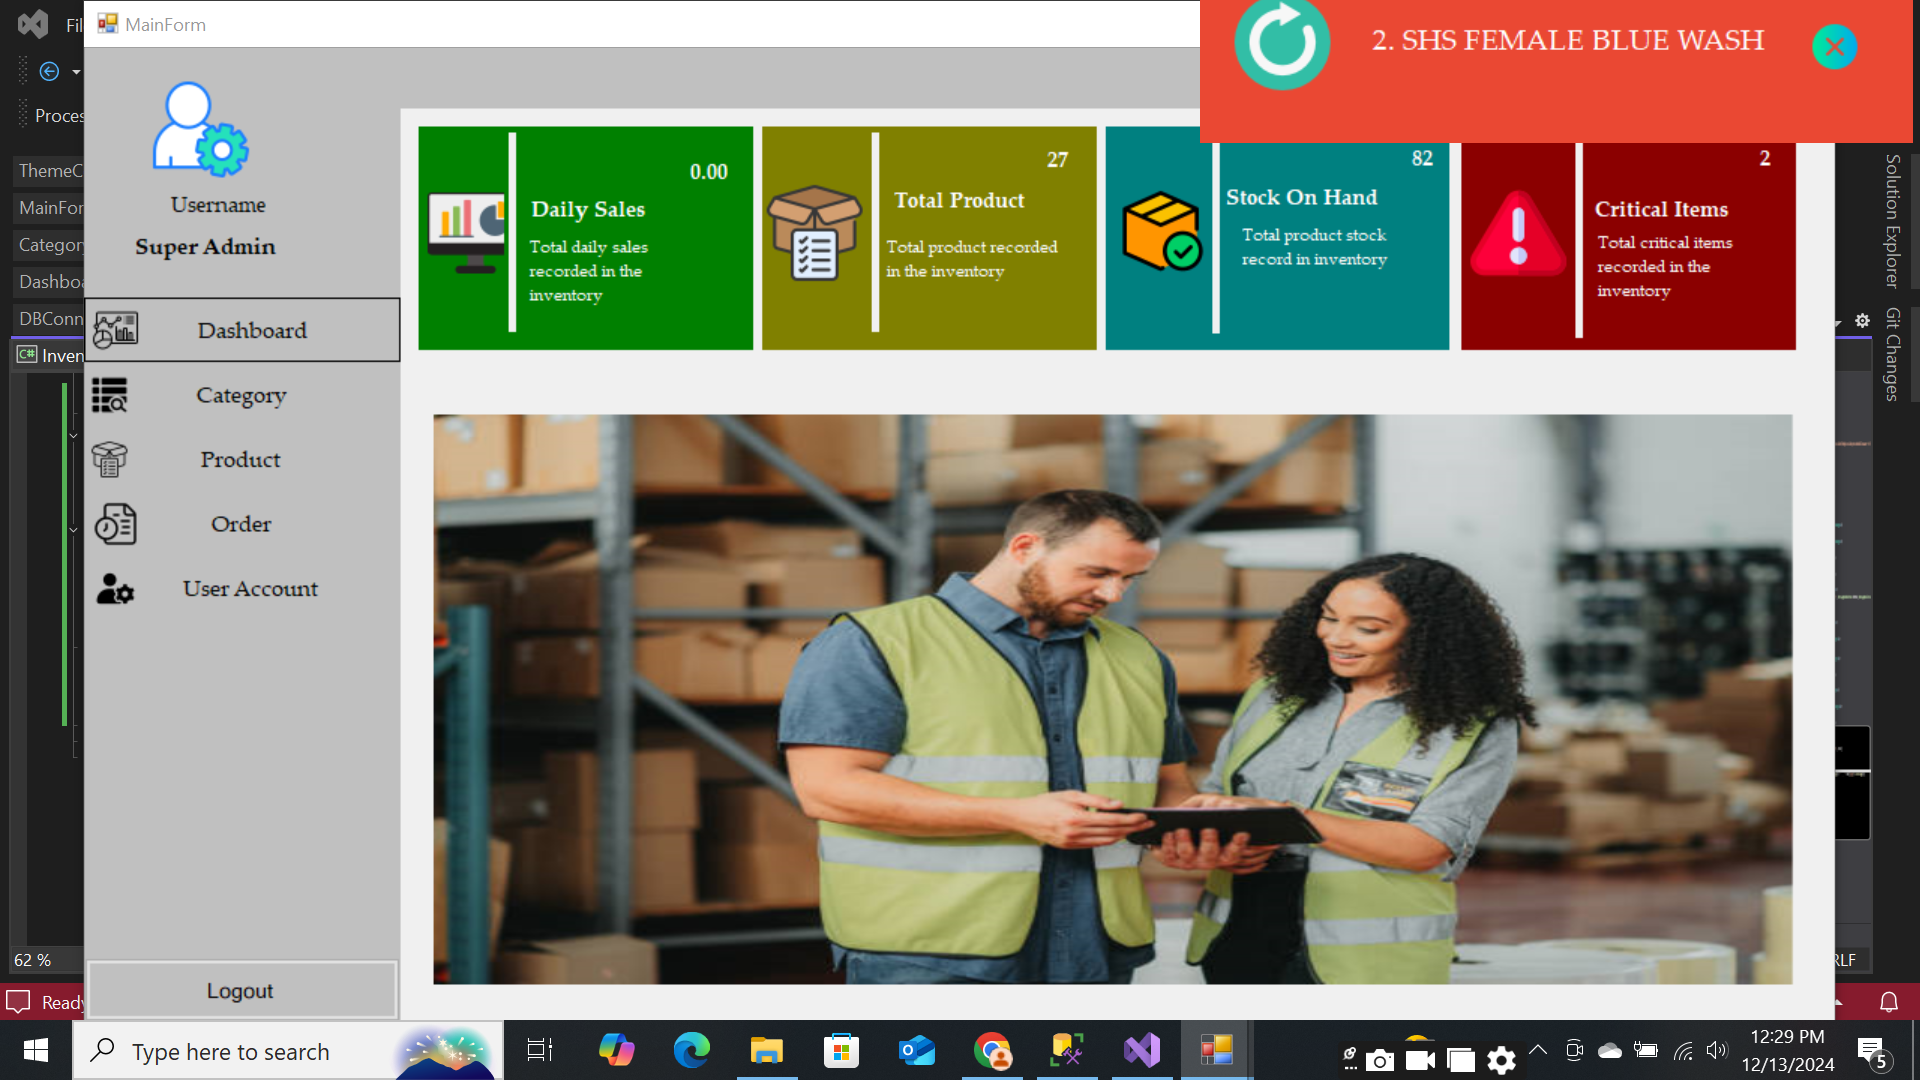 Fil
MainForm
2. SHS FEMALE BLUE WASH
Proces
ThemeC
MainFor
Category
Dashboa
DBConn
Inven
Username
Super Admin
Dashboard
Category
Product
Order
User Account
Logout
0.00
Daily Sales
Total daily sales
recorded in the
inventory
27
Total Product
Total product recorded
in the inventory
82
Stock On Hand
Total product stock
record in inventory
2
Critical Items
Total critical items
recorded in the
inventory
Solution Explorer
Git Changes
62 %
RLF
Ready
Type here to search
12:29 PM
12/13/2024
5